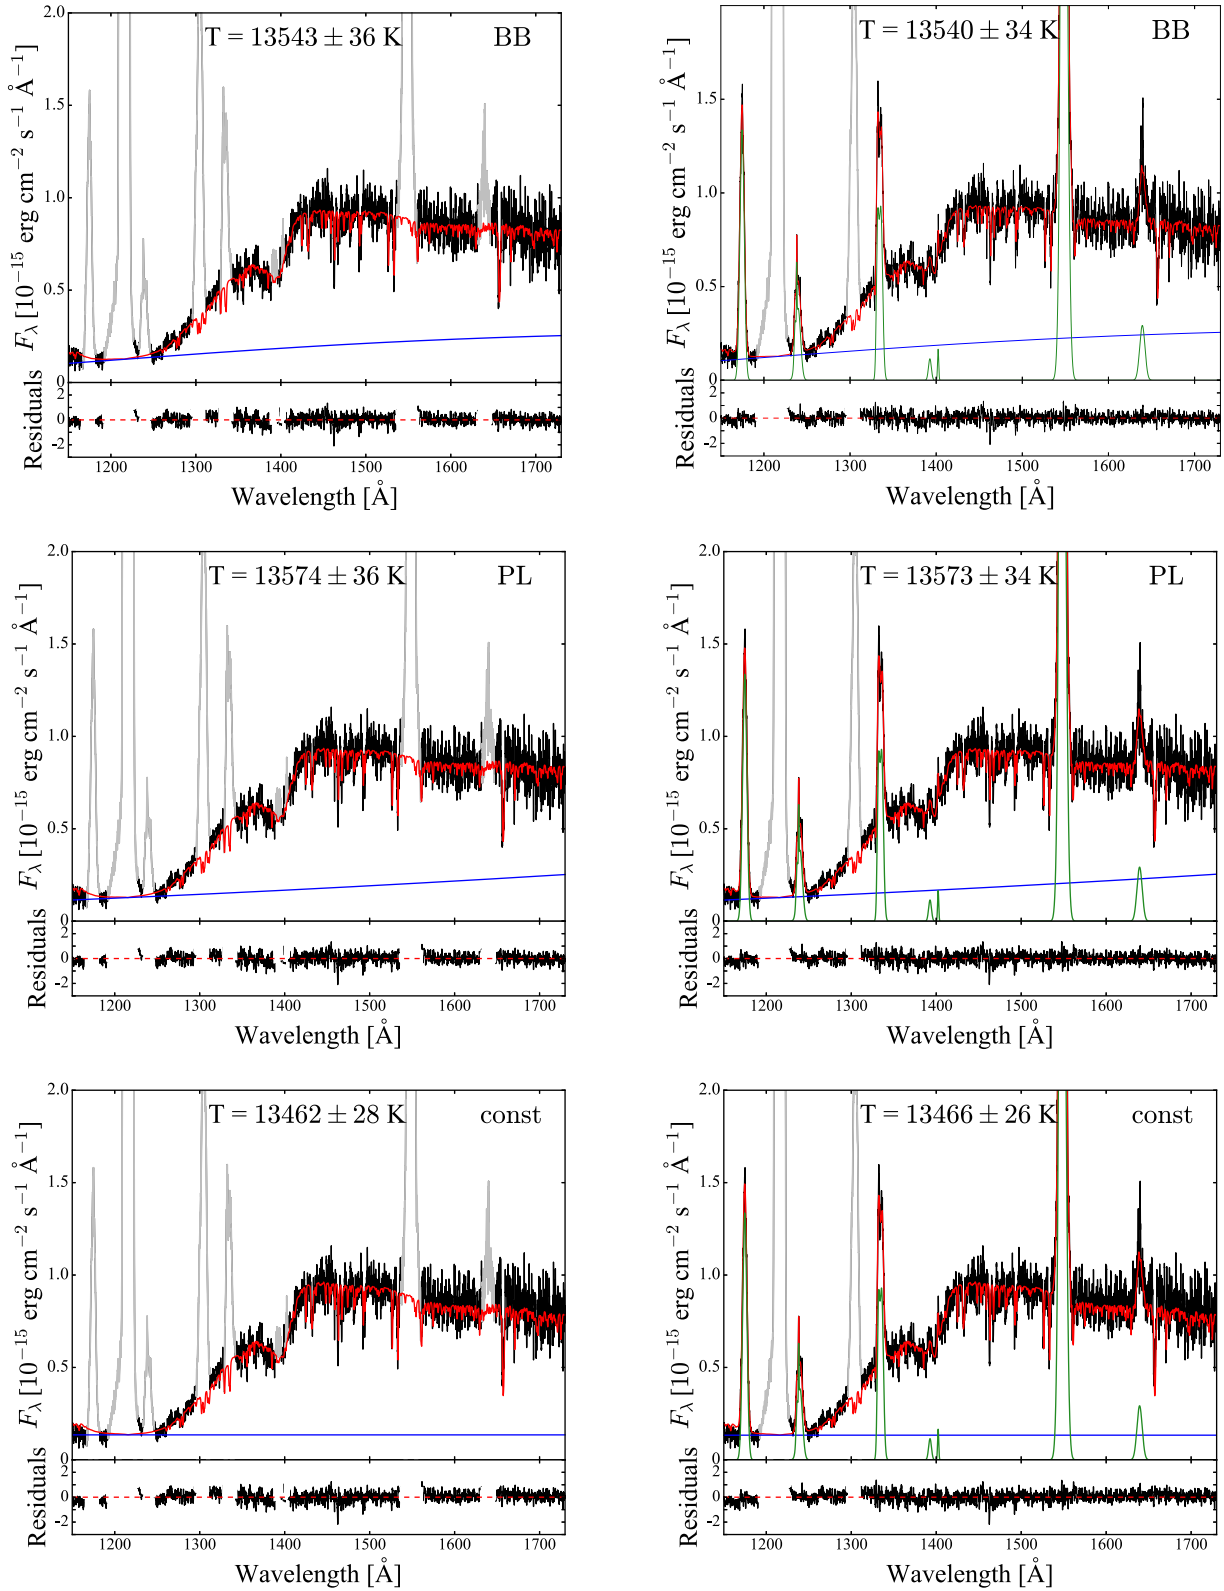 T = 13543 ± 36 K BB
2.0
1.5
1.0
0.5
0
F_λ [10⁻¹⁵ erg cm⁻² s⁻¹ Å⁻¹]
2
0
-2
Residuals
1200 1300 1400 1500 1600 1700
Wavelength [Å]
T = 13540 ± 34 K BB
1.5
1.0
0.5
0
F_λ [10⁻¹⁵ erg cm⁻² s⁻¹ Å⁻¹]
2
0
-2
Residuals
1200 1300 1400 1500 1600 1700
Wavelength [Å]
T = 13574 ± 36 K PL
2.0
1.5
1.0
0.5
0
F_λ [10⁻¹⁵ erg cm⁻² s⁻¹ Å⁻¹]
2
0
-2
Residuals
1200 1300 1400 1500 1600 1700
Wavelength [Å]
T = 13573 ± 34 K PL
2.0
1.5
1.0
0.5
0
F_λ [10⁻¹⁵ erg cm⁻² s⁻¹ Å⁻¹]
2
0
-2
Residuals
1200 1300 1400 1500 1600 1700
Wavelength [Å]
T = 13462 ± 28 K const
2.0
1.5
1.0
0.5
0
F_λ [10⁻¹⁵ erg cm⁻² s⁻¹ Å⁻¹]
2
0
-2
Residuals
1200 1300 1400 1500 1600 1700
Wavelength [Å]
T = 13466 ± 26 K const
2.0
1.5
1.0
0.5
0
F_λ [10⁻¹⁵ erg cm⁻² s⁻¹ Å⁻¹]
2
0
-2
Residuals
1200 1300 1400 1500 1600 1700
Wavelength [Å]